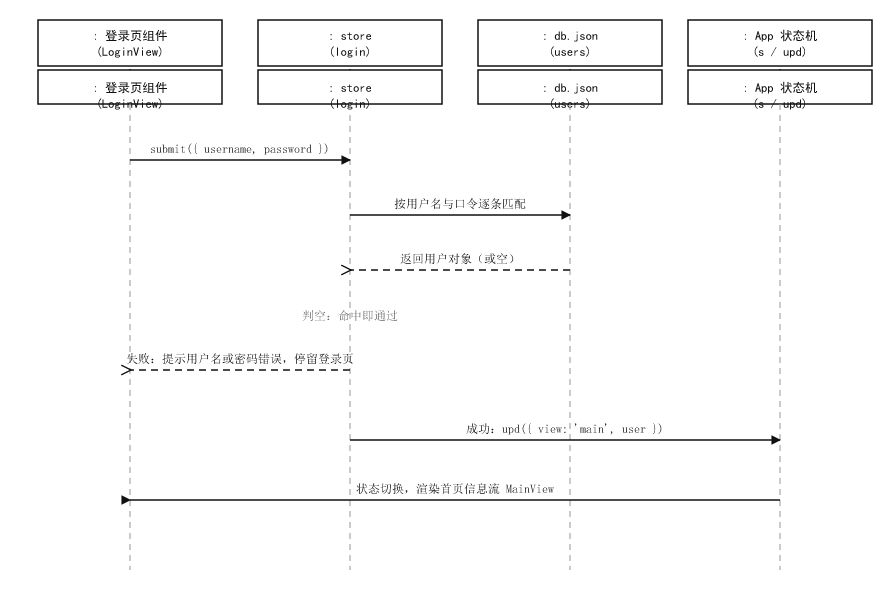 : 登录页组件
(LoginView)
: store
(login)
: db.json
(users)
: App 状态机
(s / upd)
: 登录页组件
(LoginView)
: store
(login)
: db.json
(users)
: App 状态机
(s / upd)
submit({ username, password })
按用户名与口令逐条匹配
返回用户对象（或空）
判空: 命中即通过
失败: 提示用户名或密码错误，停留登录页
成功: upd({ view: 'main', user })
状态切换，渲染首页信息流 MainView